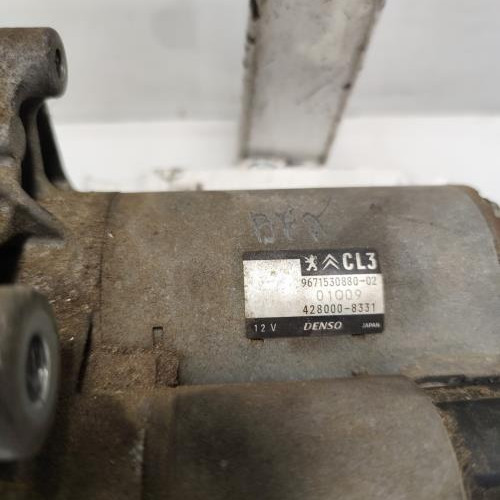 CL3
9671530880-02
01009
428000-8331
12 V DENSO JAPAN